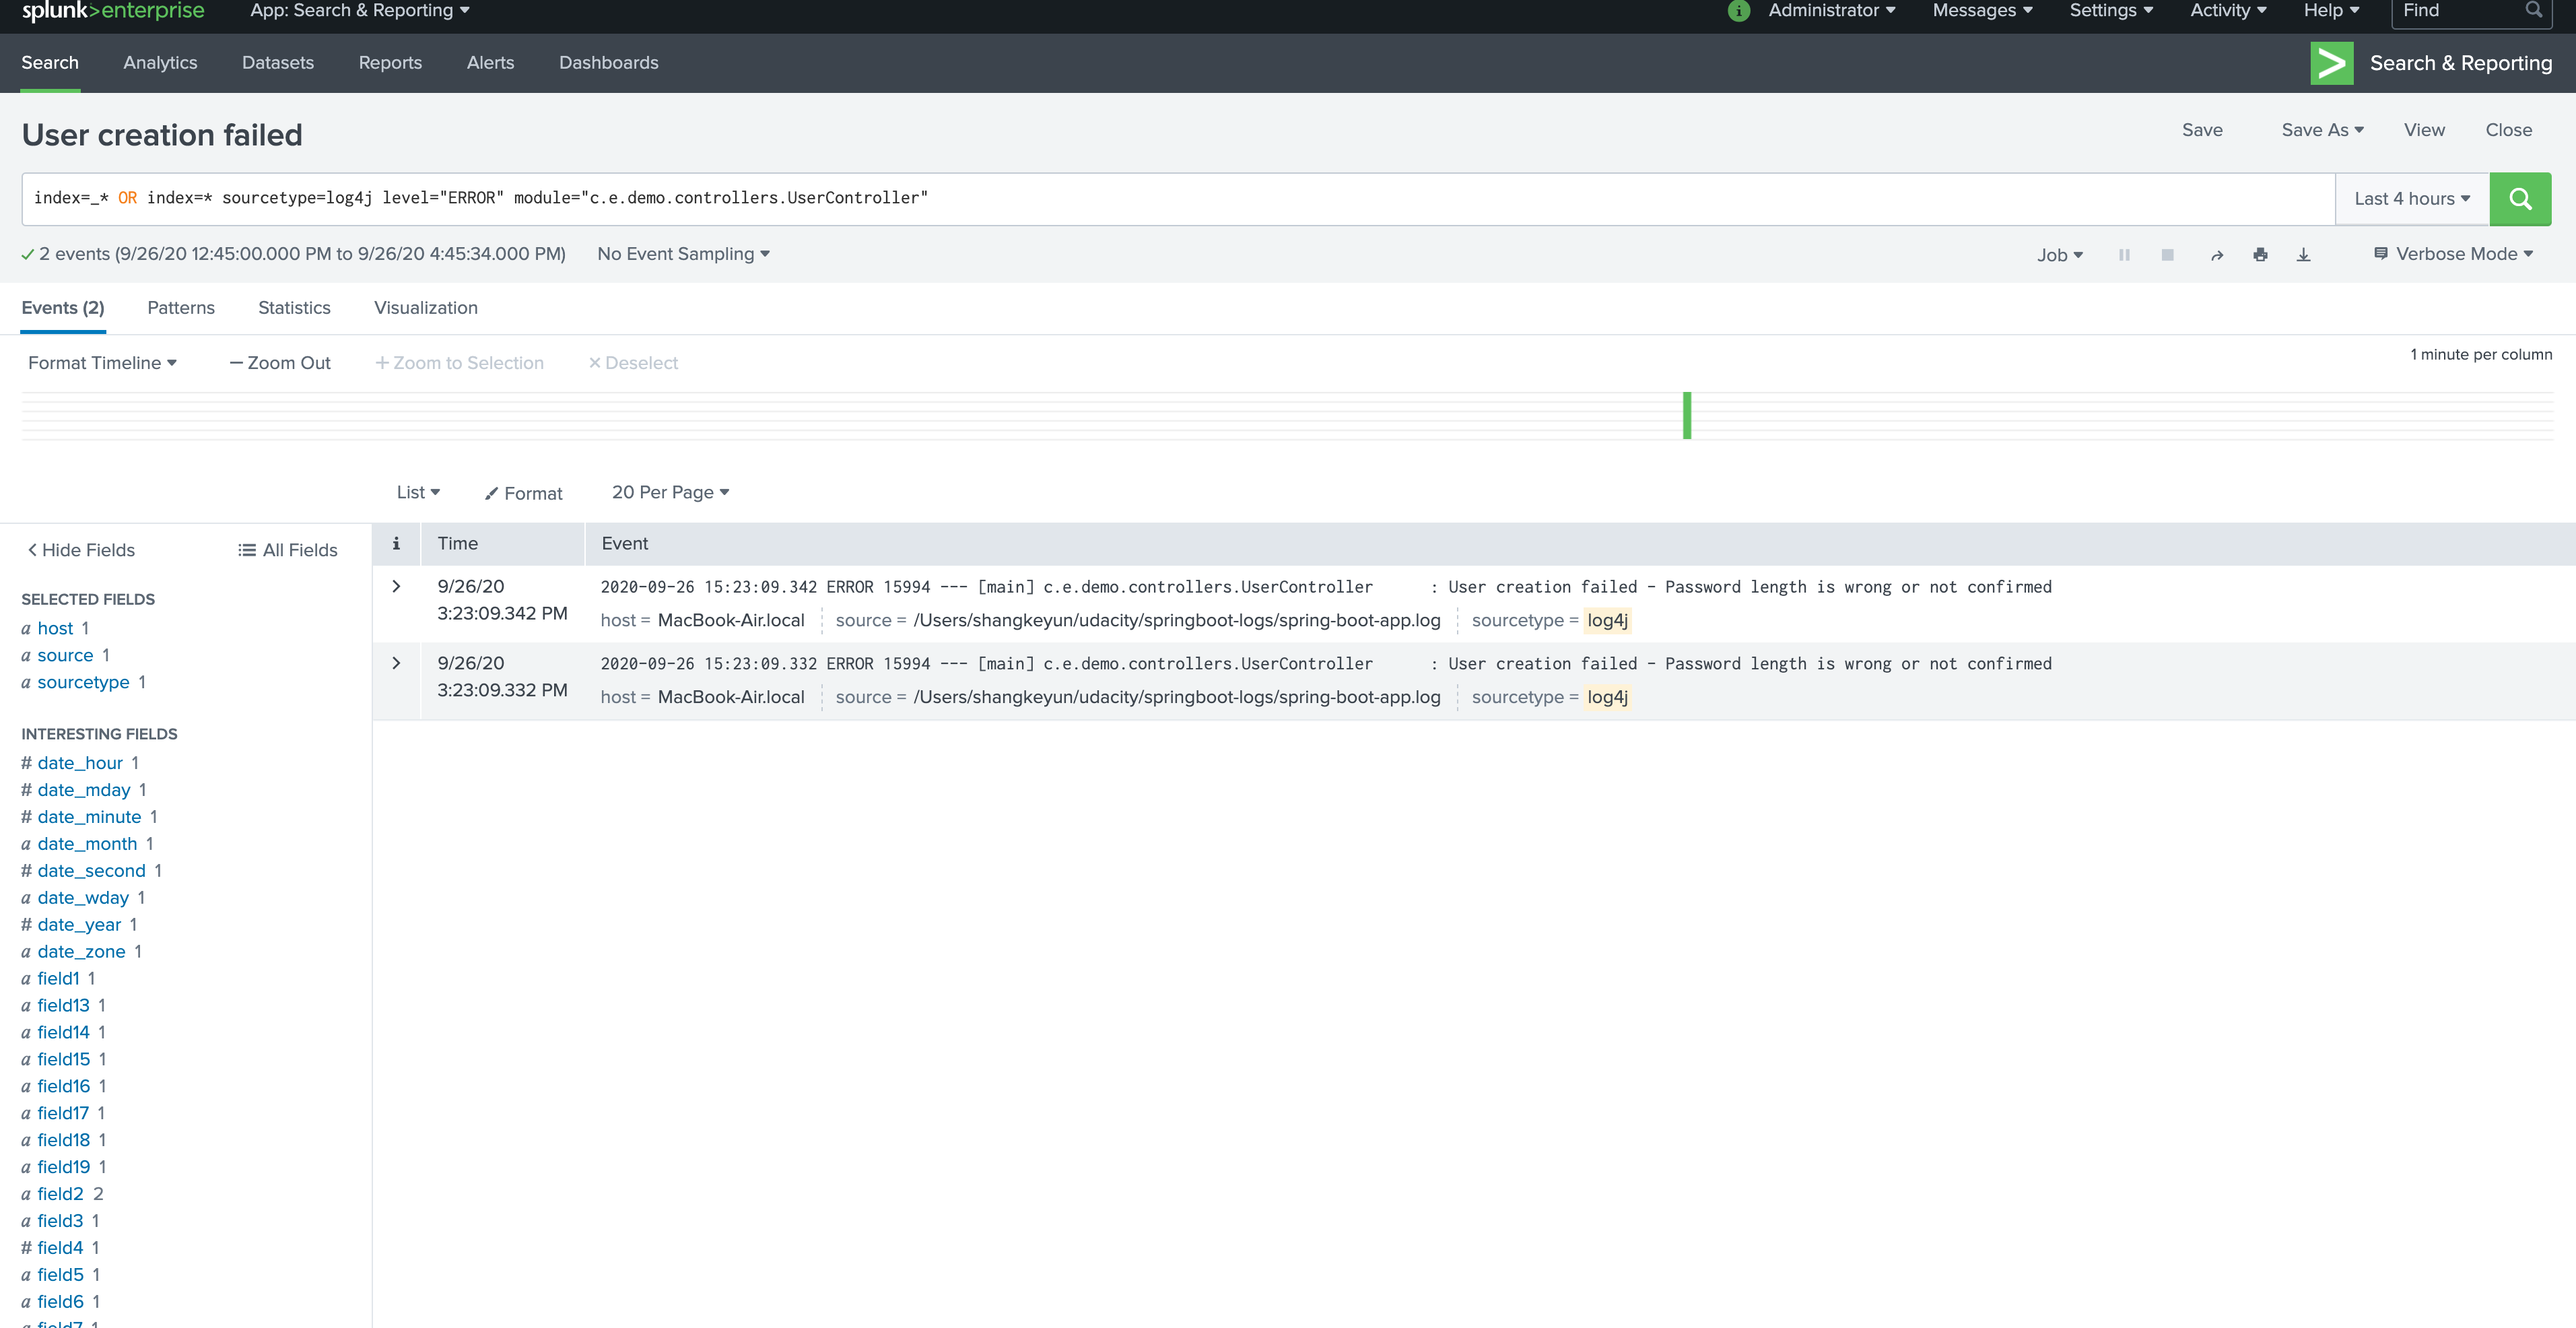 splunk>enterprise App: Search & Reporting i Administrator Messages Settings Activity Help Find
Search Analytics Datasets Reports Alerts Dashboards > Search & Reporting
User creation failed Save Save As View Close
index=_* OR index=* sourcetype=log4j level="ERROR" module="c.e.demo.controllers.UserController" Last 4 hours
2 events (9/26/20 12:45:00.000 PM to 9/26/20 4:45:34.000 PM) No Event Sampling Job Verbose Mode
Events (2) Patterns Statistics Visualization
Format Timeline — Zoom Out + Zoom to Selection × Deselect 1 minute per column
List Format 20 Per Page
< Hide Fields All Fields
SELECTED FIELDS
a host 1
a source 1
a sourcetype 1
INTERESTING FIELDS
# date_hour 1
# date_mday 1
# date_minute 1
a date_month 1
# date_second 1
a date_wday 1
# date_year 1
a date_zone 1
a field1 1
a field13 1
a field14 1
a field15 1
a field16 1
a field17 1
a field18 1
a field19 1
a field2 2
a field3 1
# field4 1
a field5 1
a field6 1
a field7 1
i Time Event
> 9/26/20 2020-09-26 15:23:09.342 ERROR 15994 --- [main] c.e.demo.controllers.UserController : User creation failed - Password length is wrong or not confirmed
3:23:09.342 PM host = MacBook-Air.local source = /Users/shangkeyun/udacity/springboot-logs/spring-boot-app.log sourcetype = log4j
> 9/26/20 2020-09-26 15:23:09.332 ERROR 15994 --- [main] c.e.demo.controllers.UserController : User creation failed - Password length is wrong or not confirmed
3:23:09.332 PM host = MacBook-Air.local source = /Users/shangkeyun/udacity/springboot-logs/spring-boot-app.log sourcetype = log4j